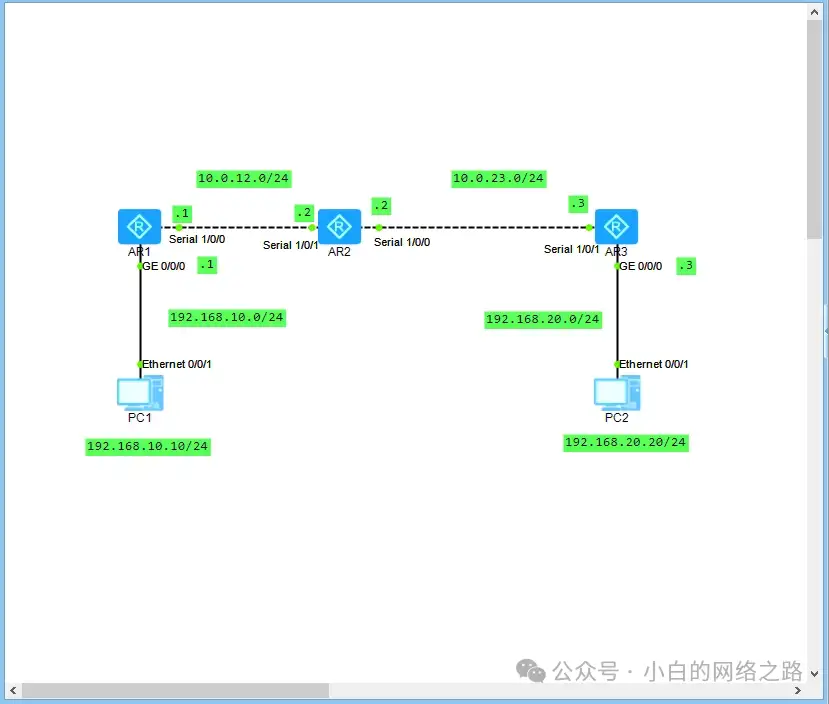 10.0.12.0/24
10.0.23.0/24
.1
.2
.2
.3
Serial 1/0/0
Serial 1/0/1
Serial 1/0/0
Serial 1/0/1
AR1
AR2
AR3
GE 0/0/0
.1
GE 0/0/0
.3
192.168.10.0/24
192.168.20.0/24
Ethernet 0/0/1
Ethernet 0/0/1
PC1
PC2
192.168.10.10/24
192.168.20.20/24
公众号 · 小白的网络之路